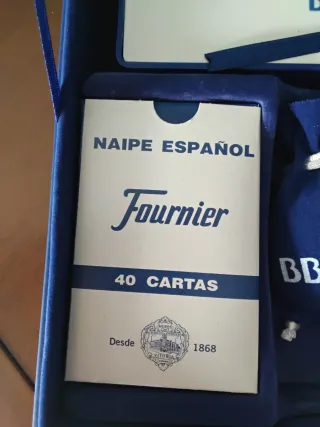 NAIPE ESPAÑOL
Fournier
40 CARTAS
Desde 1868
BB